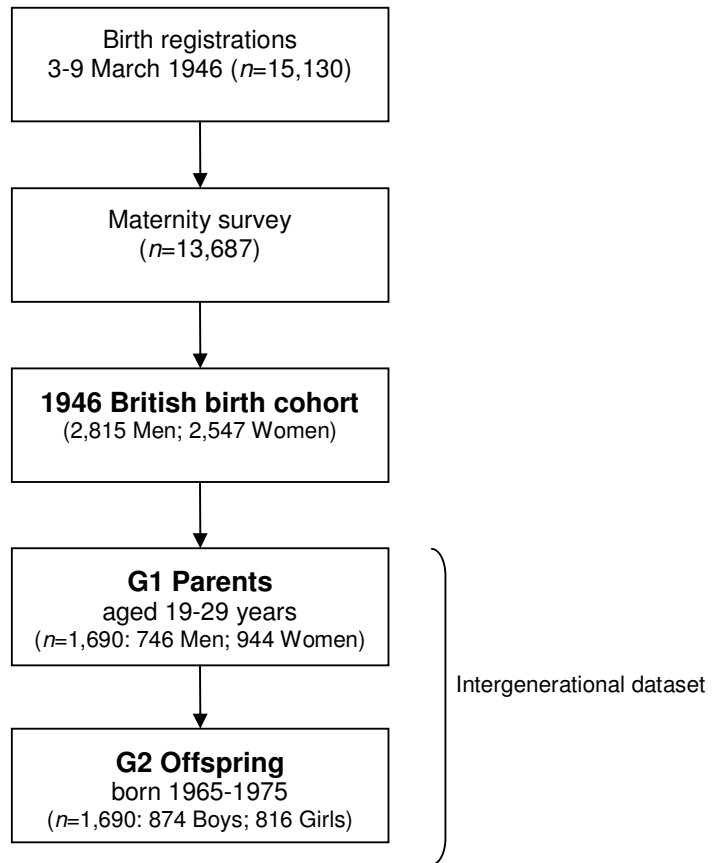 Birth registrations
3-9 March 1946 (n=15,130)
Maternity survey
(n=13,687)
1946 British birth cohort
(2,815 Men; 2,547 Women)
G1 Parents
aged 19-29 years
(n=1,690: 746 Men; 944 Women)
Intergenerational dataset
G2 Offspring
born 1965-1975
(n=1,690: 874 Boys; 816 Girls)